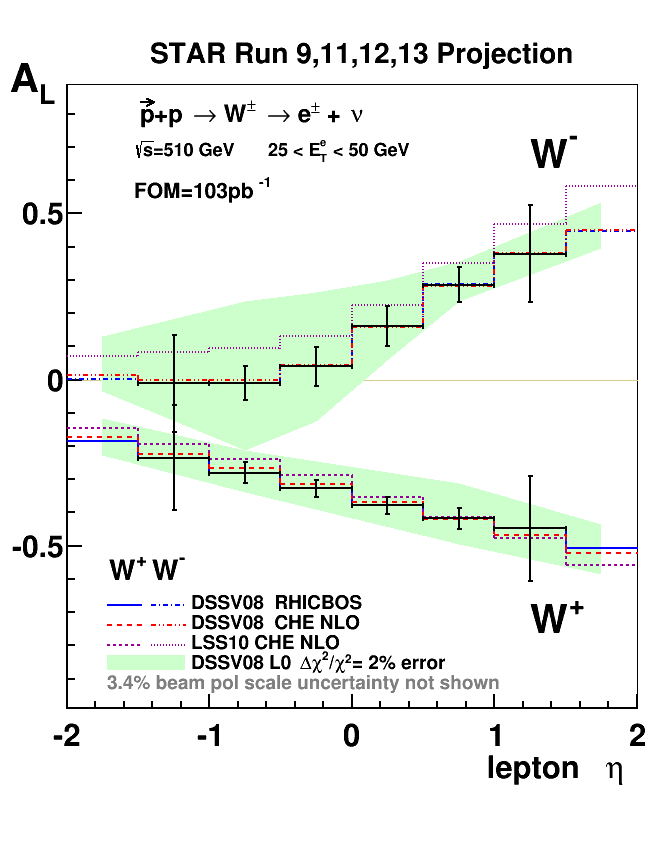 STAR Run 9,11,12,13 Projection
A_L
p⃗+p → W^± → e^± + ν
√s=510 GeV 25 < E_T^e < 50 GeV
FOM=103pb^-1
W^-
0.5
0
-0.5
W^+ W^-
DSSV08 RHICBOS
DSSV08 CHE NLO
LSS10 CHE NLO
DSSV08 L0 Δχ²/χ²= 2% error
3.4% beam pol scale uncertainty not shown
W^+
-2 -1 0 1 2
lepton η